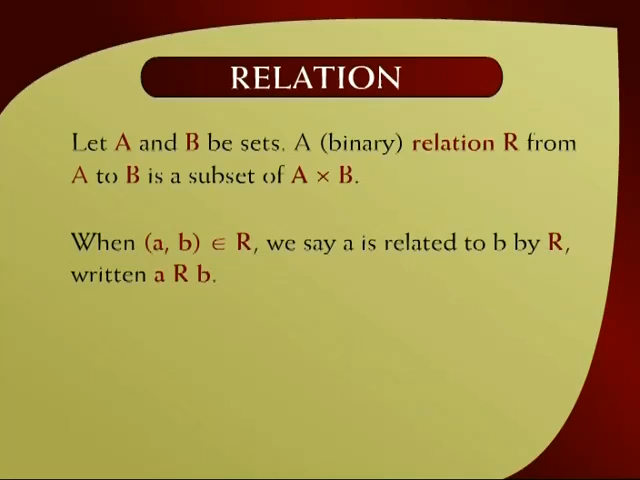 RELATION
Let A and B be sets. A (binary) relation R from
A to B is a subset of A × B.
When (a, b) ∈ R, we say a is related to b by R,
written a R b.